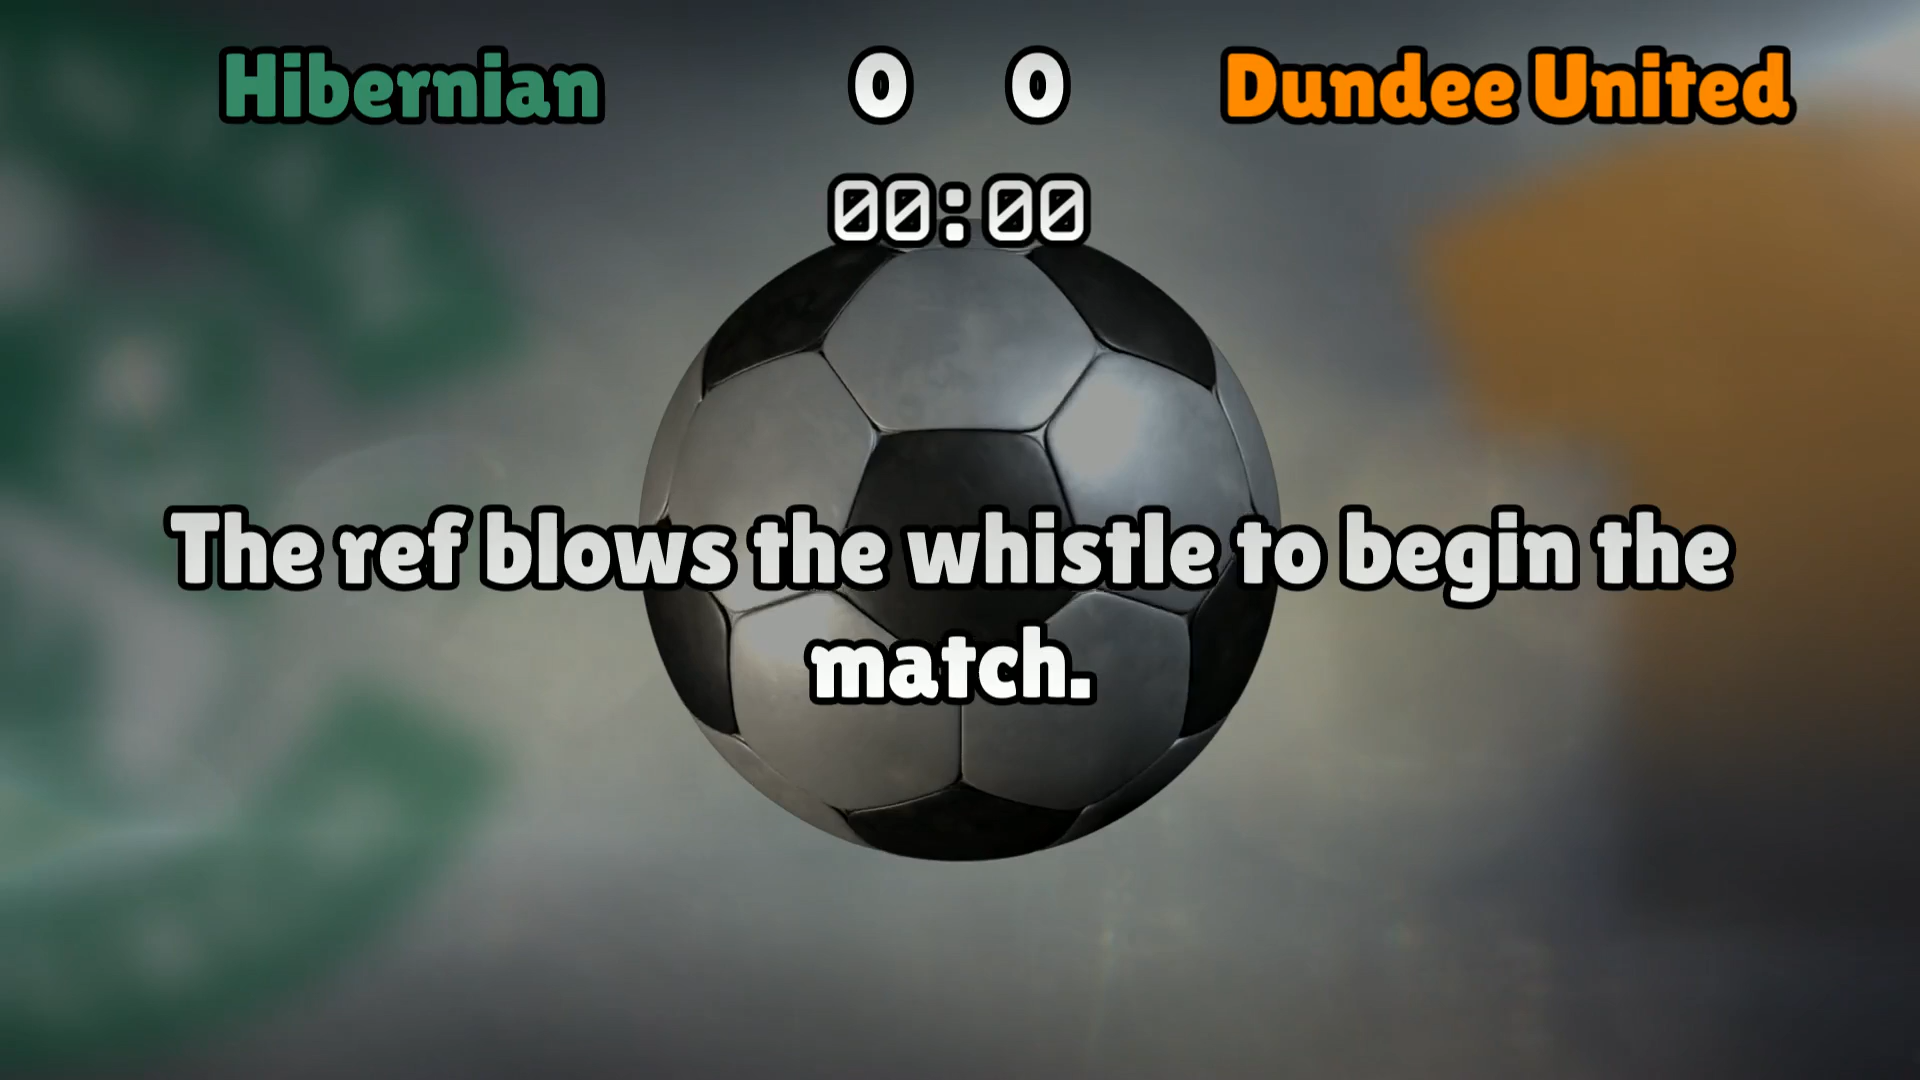 Hibernian 0 0 Dundee United
00:00
The ref blows the whistle to begin the
match.